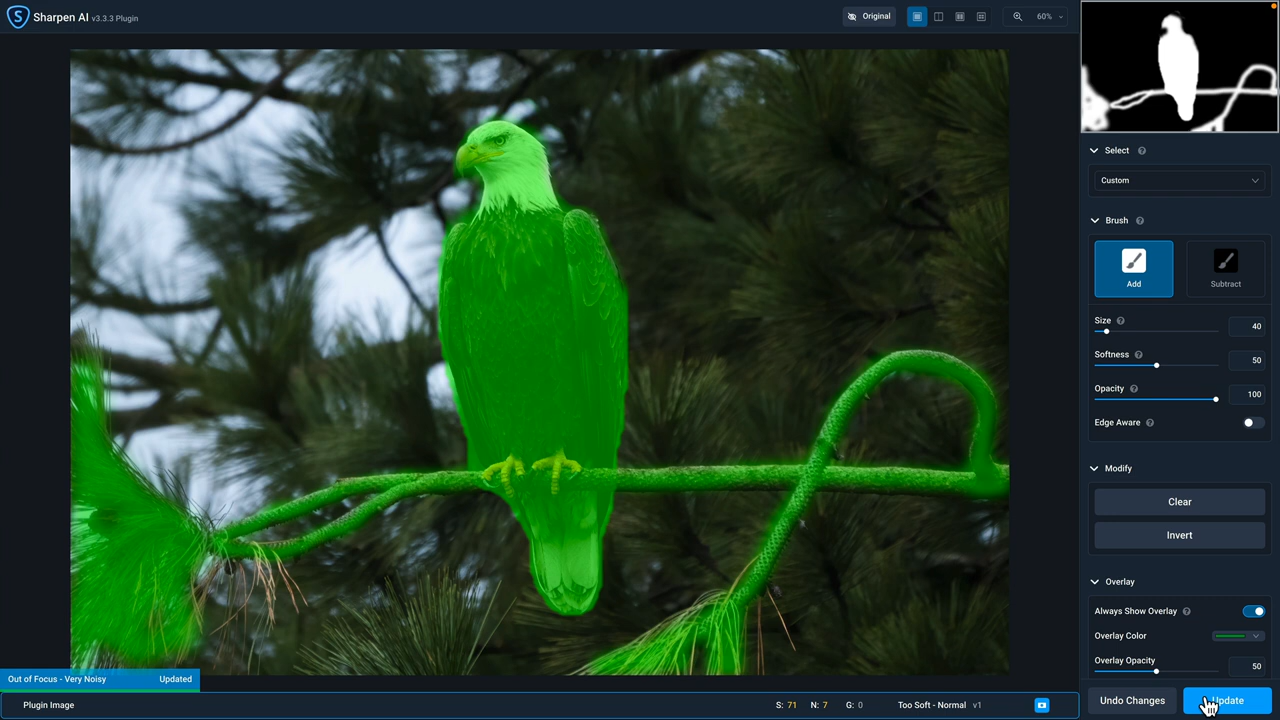 Sharpen AI v3.3.3 Plugin
Original
60%
Select
Custom
Brush
Add
Subtract
Size
40
Softness
50
Opacity
100
Edge Aware
Modify
Clear
Invert
Overlay
Always Show Overlay
Overlay Color
Overlay Opacity
50
Out of Focus - Very Noisy Updated
Plugin Image
S: 71 N: 7 G: 0
Too Soft - Normal v1
Undo Changes
Update